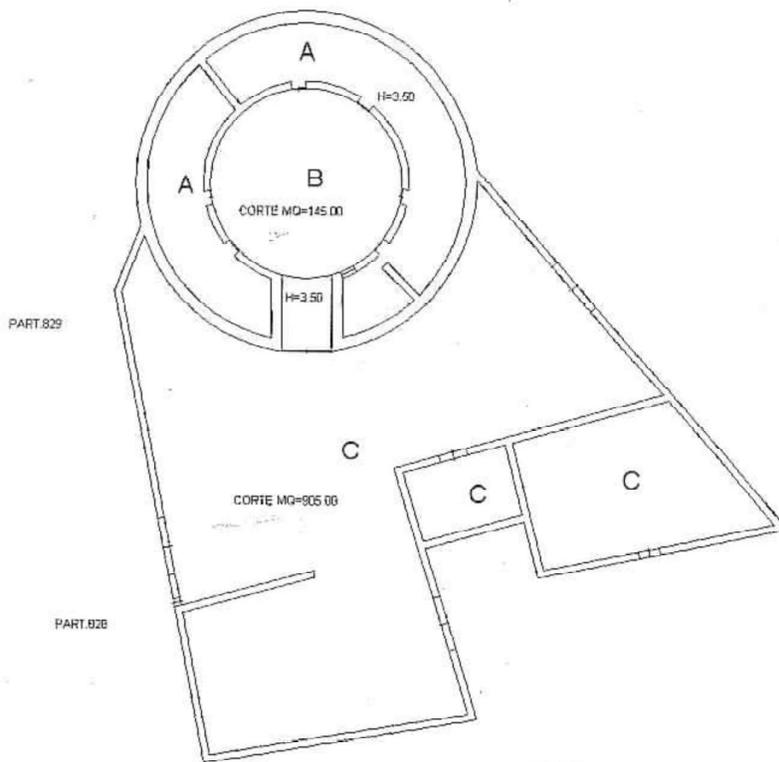 A
H=3.50
A
B
CORTE MQ=145.00
H=3.50
PART.829
C
CORTE MQ=905.00
C
C
PART.828